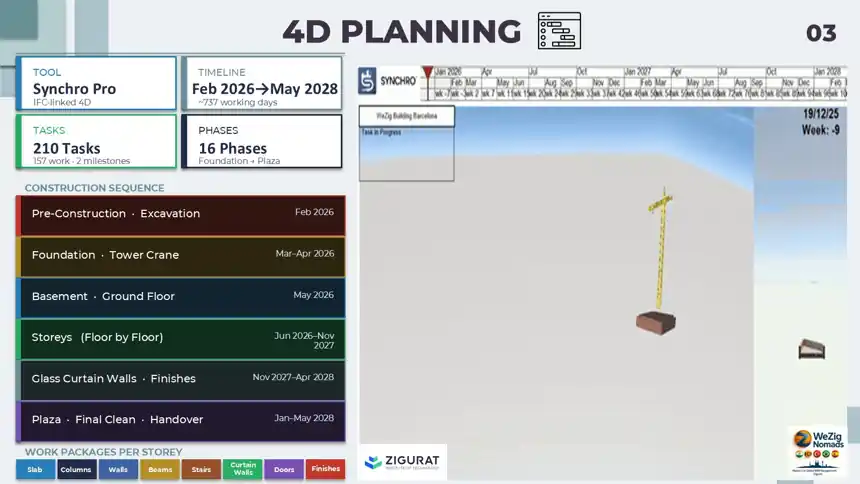 4D PLANNING
03
TOOL
Synchro Pro
IFC-linked 4D
TIMELINE
Feb 2026→May 2028
~737 working days
TASKS
210 Tasks
157 work · 2 milestones
PHASES
16 Phases
Foundation → Plaza
CONSTRUCTION SEQUENCE
Pre-Construction · Excavation
Feb 2026
Foundation · Tower Crane
Mar–Apr 2026
Basement · Ground Floor
May 2026
Storeys (Floor by Floor)
Jun 2026–Nov
2027
Glass Curtain Walls · Finishes
Nov 2027–Apr 2028
Plaza · Final Clean · Handover
Jan–May 2028
WORK PACKAGES PER STOREY
Slab
Columns
Walls
Beams
Stairs
Curtain
Walls
Doors
Finishes
SYNCHRO
Jan 2026 Apr Jul Oct Jan 2027 Apr Jul Oct Jan 2028
WeZig Building Barcelona
Task in Progress
19/12/25
Week: -9
ZIGURAT
WeZig
Nomads